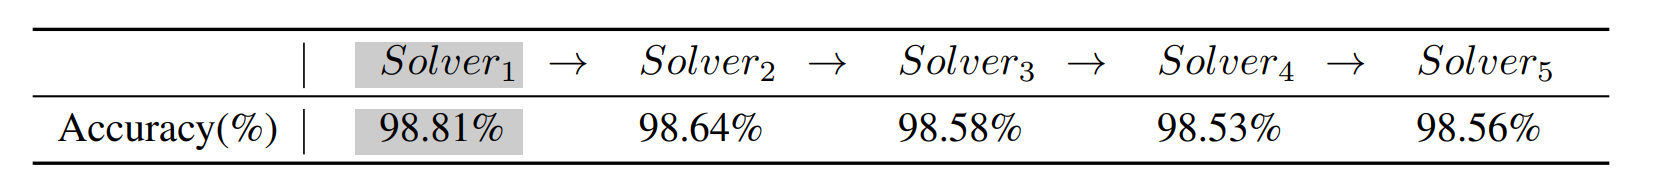 Solver₁ → Solver₂ → Solver₃ → Solver₄ → Solver₅
Accuracy(%) 98.81% 98.64% 98.58% 98.53% 98.56%